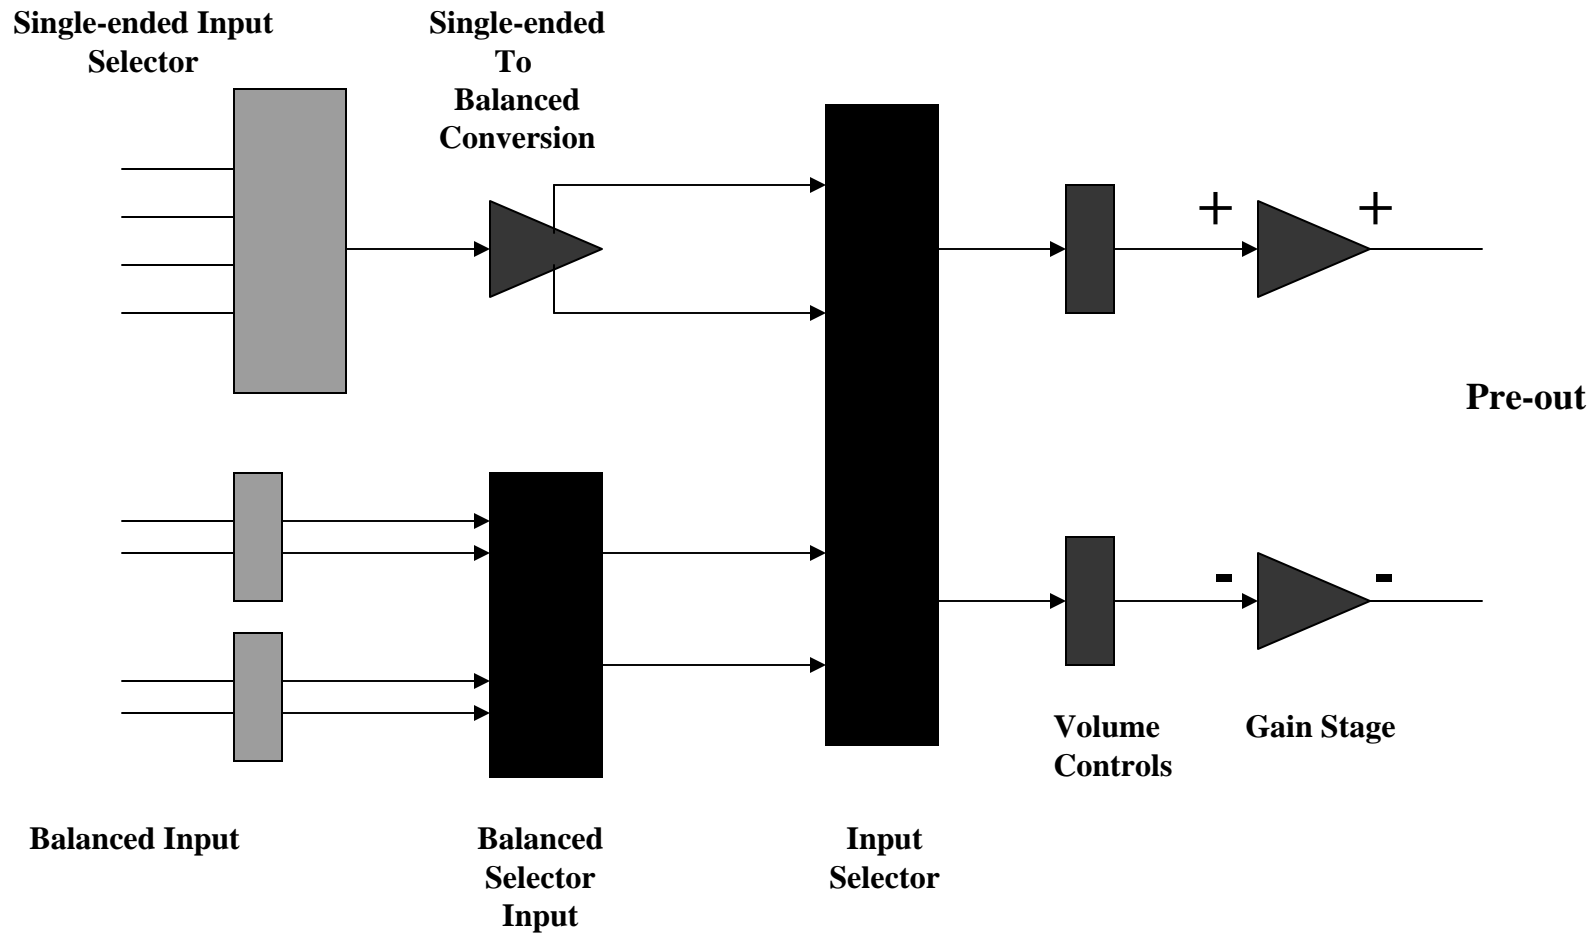 Single-ended Input
Selector
Single-ended
To
Balanced
Conversion
+
+
Pre-out
-
-
Volume
Controls
Gain Stage
Balanced Input
Balanced
Selector
Input
Input
Selector